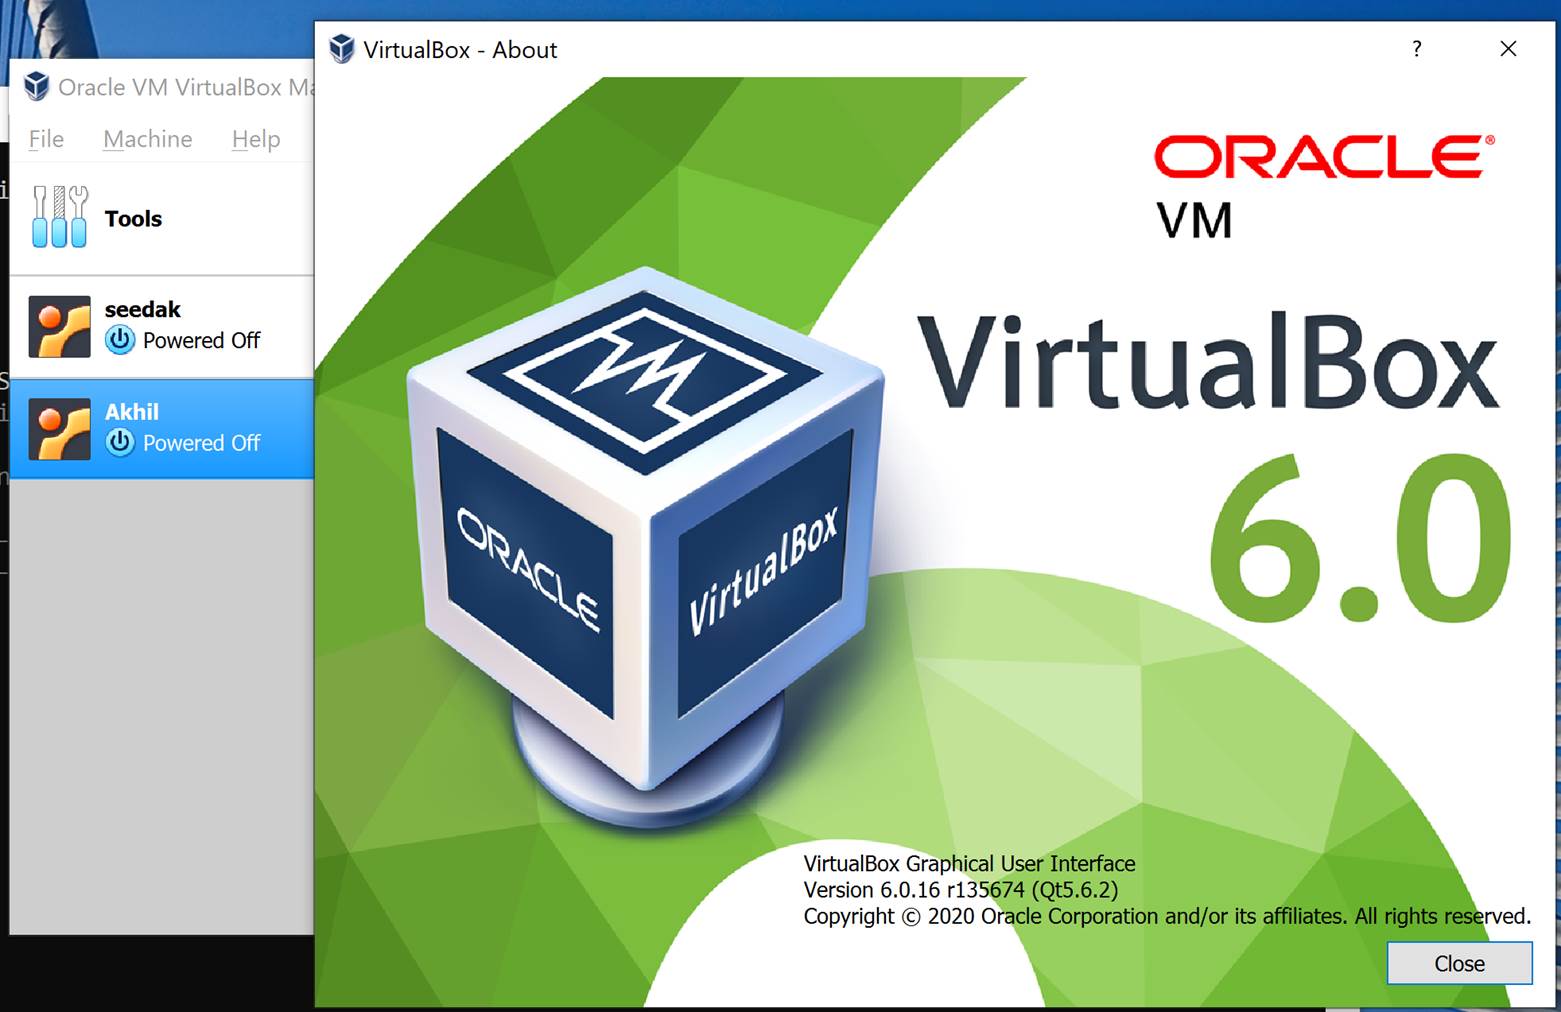 VirtualBox - About
?
Oracle VM VirtualBox Ma
File Machine Help
Tools
seedak
Powered Off
Akhil
Powered Off
ORACLE®
VM
VirtualBox
6.0
VM
ORACLE
VirtualBox
VirtualBox Graphical User Interface
Version 6.0.16 r135674 (Qt5.6.2)
Copyright © 2020 Oracle Corporation and/or its affiliates. All rights reserved.
Close